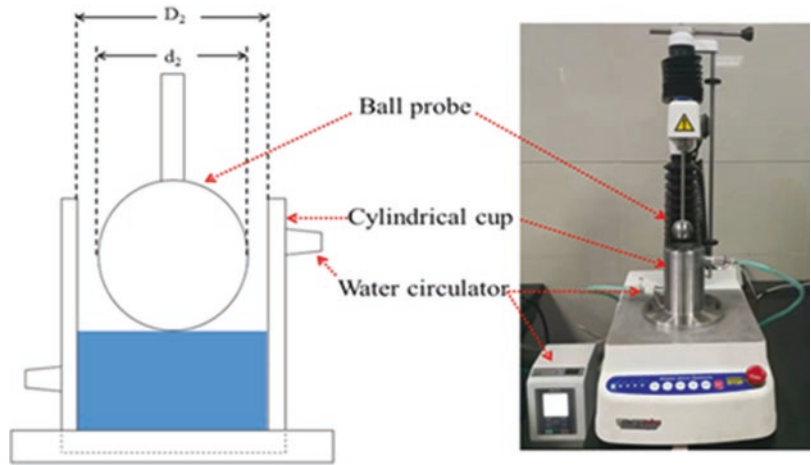 D₂
d₂
Ball probe
Cylindrical cup
Water circulator